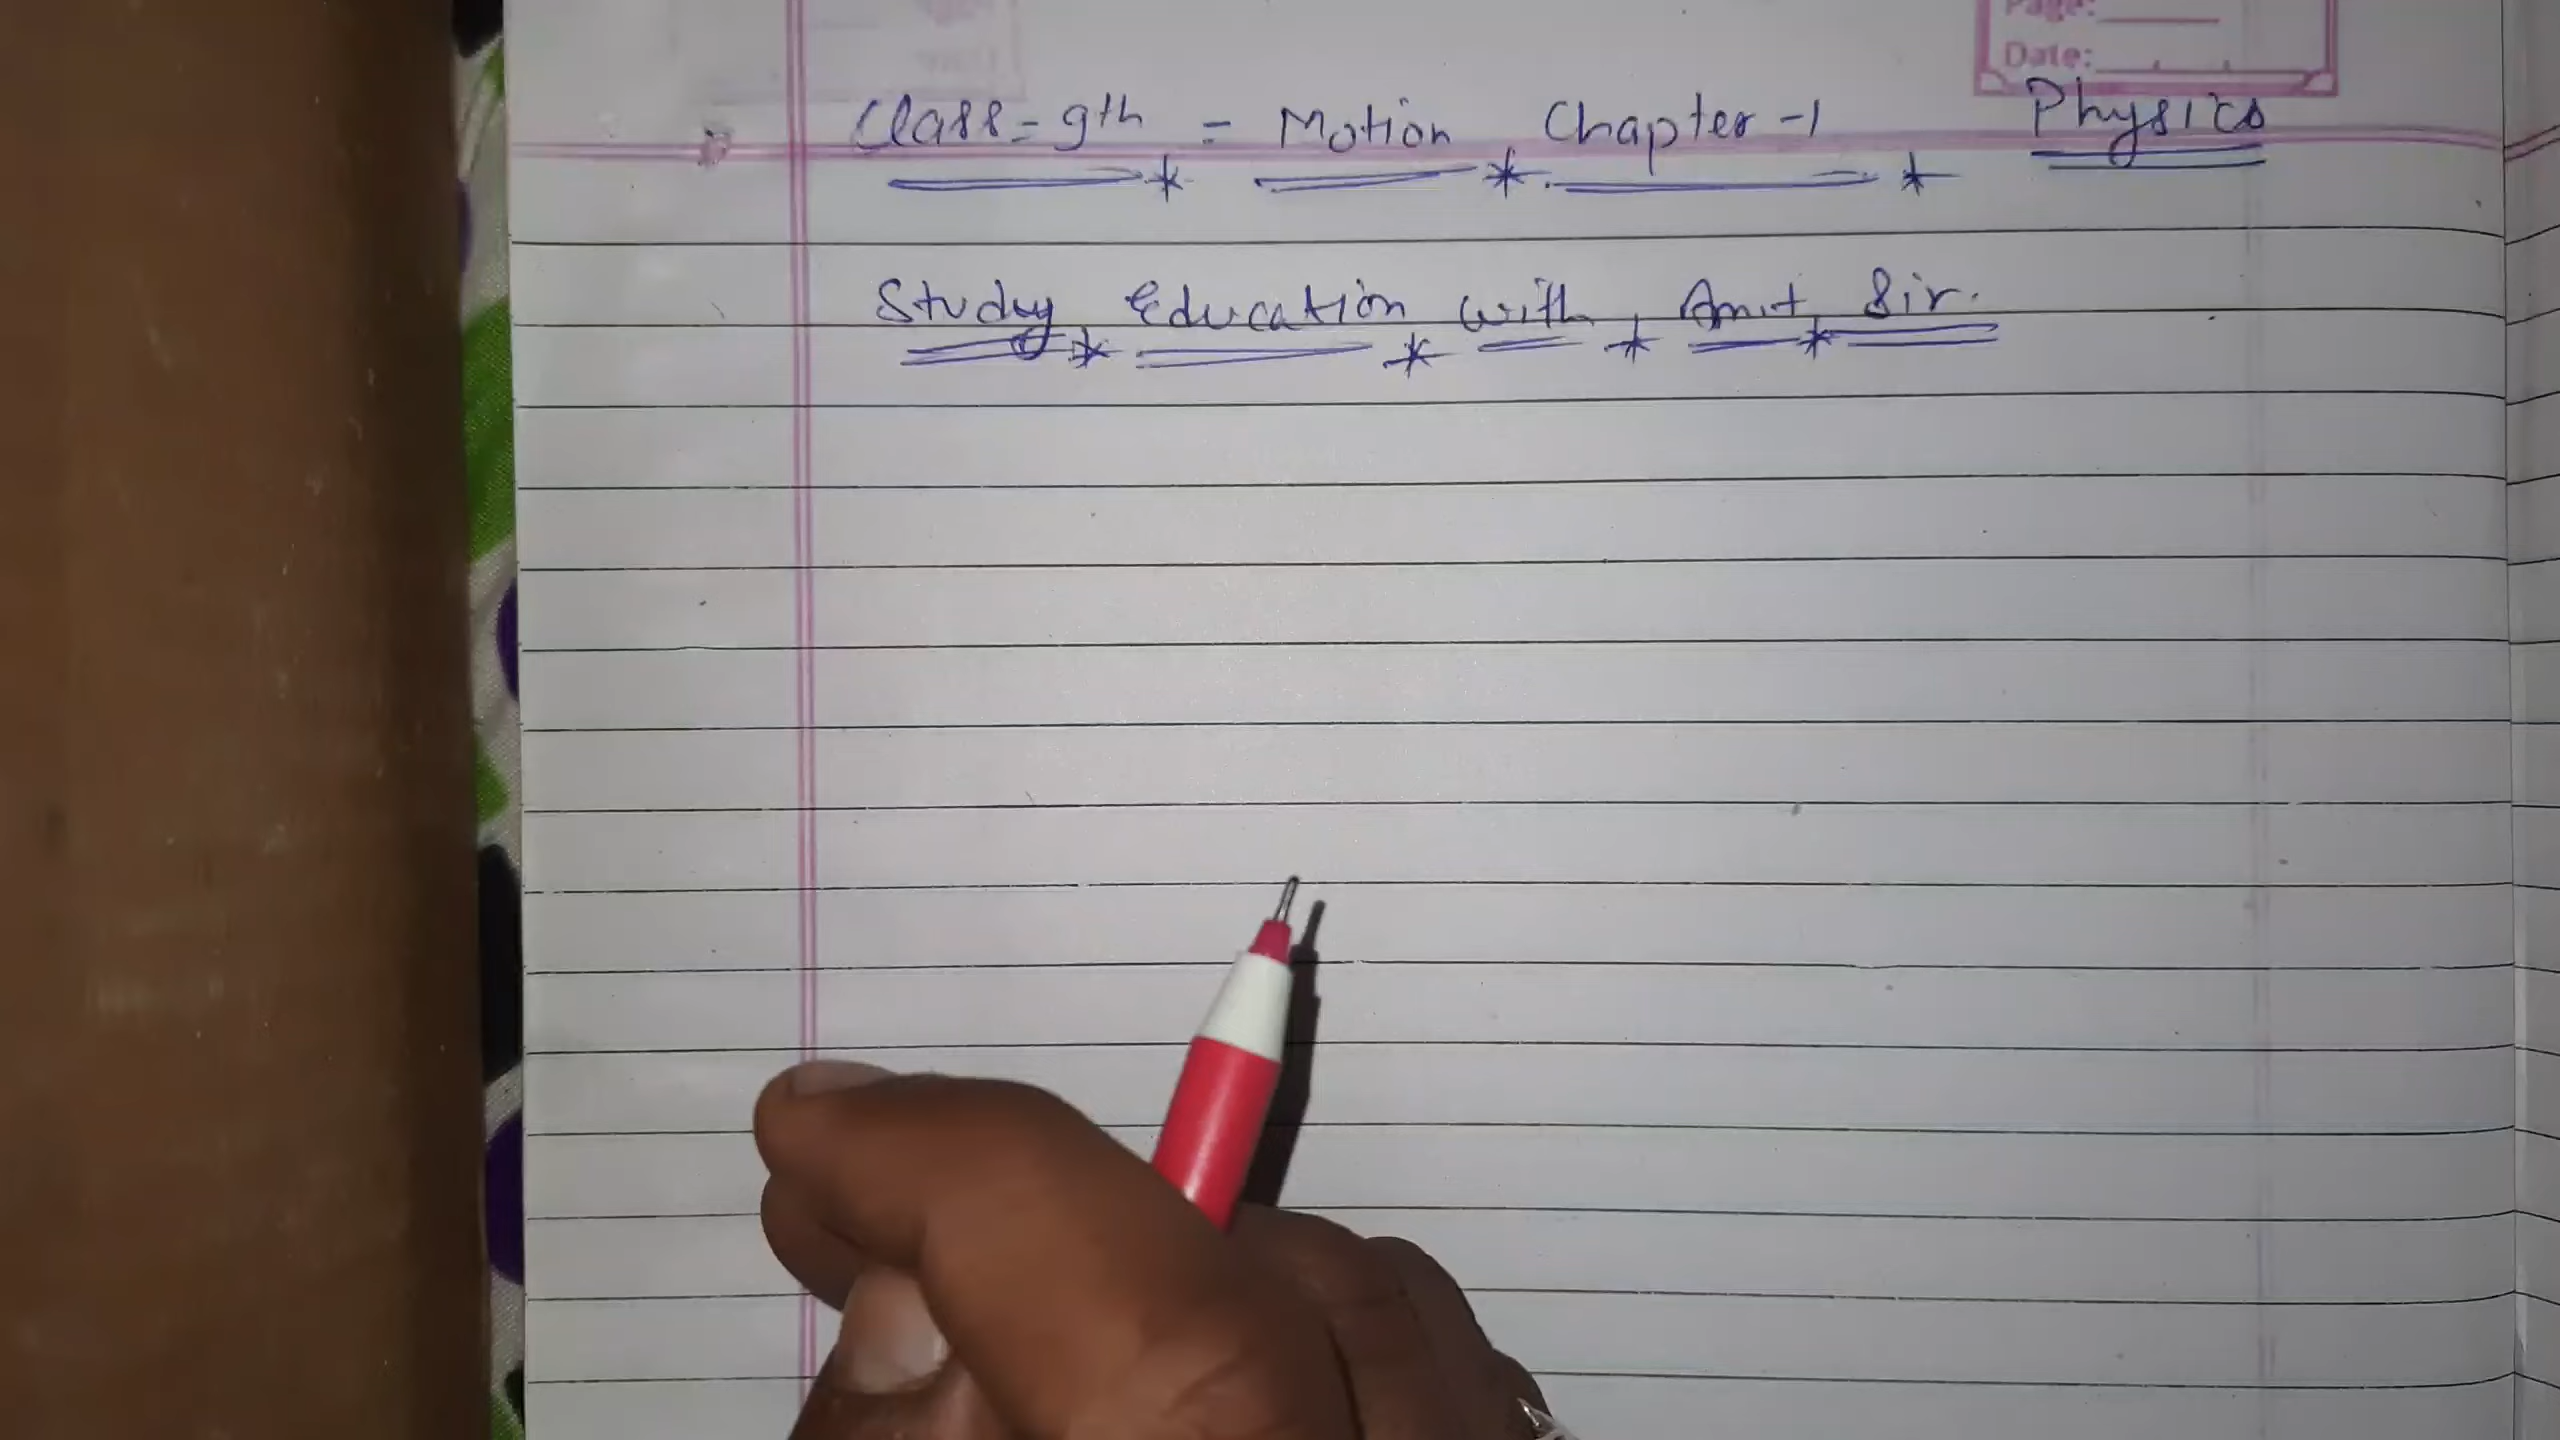 Page:
Date:
Class = 9th = Motion Chapter -1 Physics
Study Education with Amit Sir.